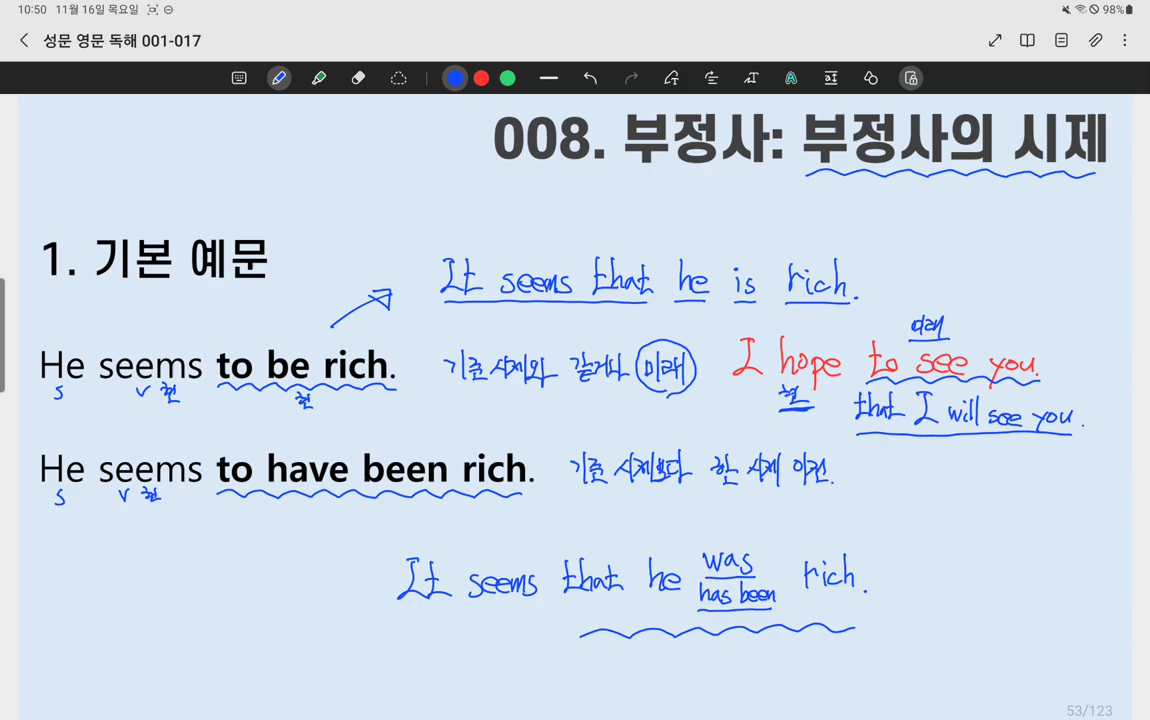 10:50 11월 16일 목요일 98%
성문 영문 독해 001-017
008. 부정사: 부정사의 시제
1. 기본 예문
It seems that he is rich.
미래
He seems to be rich. 기준 시제와 같거나 미래 I hope to see you.
S V 현 현 현 that I will see you.
He seems to have been rich. 기준 시제보다 한 시제 이전.
S V 현
It seems that he was rich.
has been
53/123